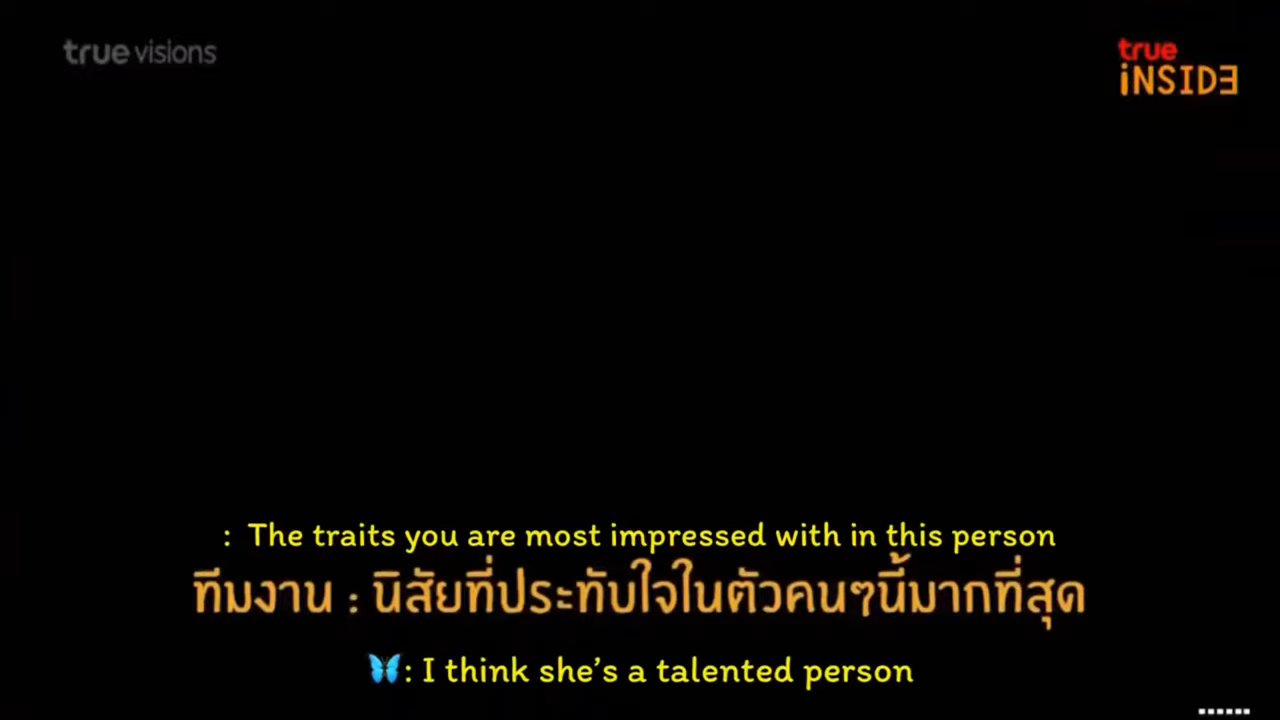 true visions
true
iNSIDE
: The traits you are most impressed with in this person
ทีมงาน : นิสัยที่ประทับใจในตัวคนๆนี้มากที่สุด
🦋: I think she's a talented person